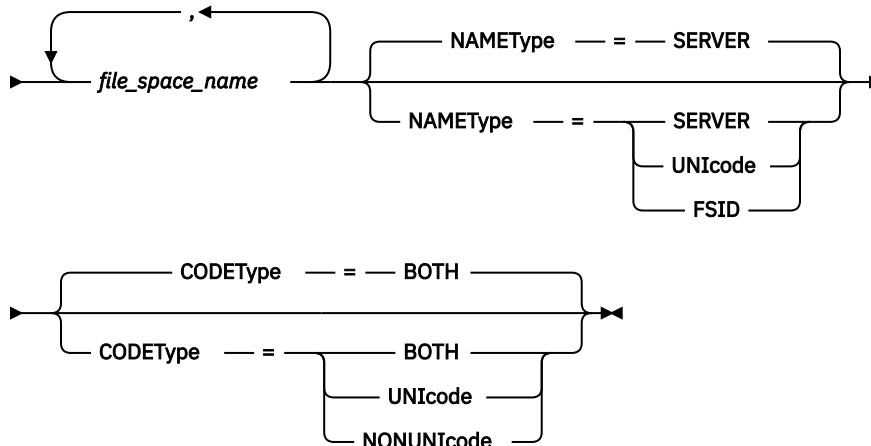 ,
file_space_name
NAMEType = SERVER
NAMEType = SERVER
UNIcode
FSID
CODEType = BOTH
CODEType = BOTH
UNIcode
NONUNIcode